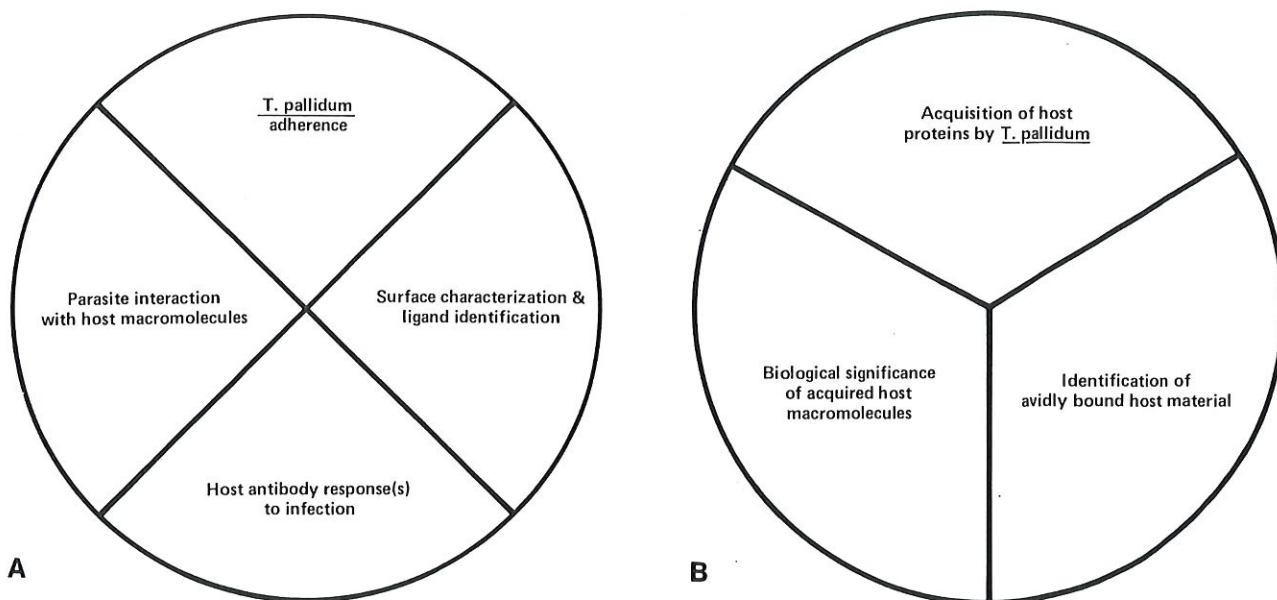 T. pallidum
adherence
Parasite interaction
with host macromolecules
Surface characterization &
ligand identification
Host antibody response(s)
to infection
A
Acquisition of host
proteins by T. pallidum
Biological significance
of acquired host
macromolecules
Identification of
avidly bound host material
B